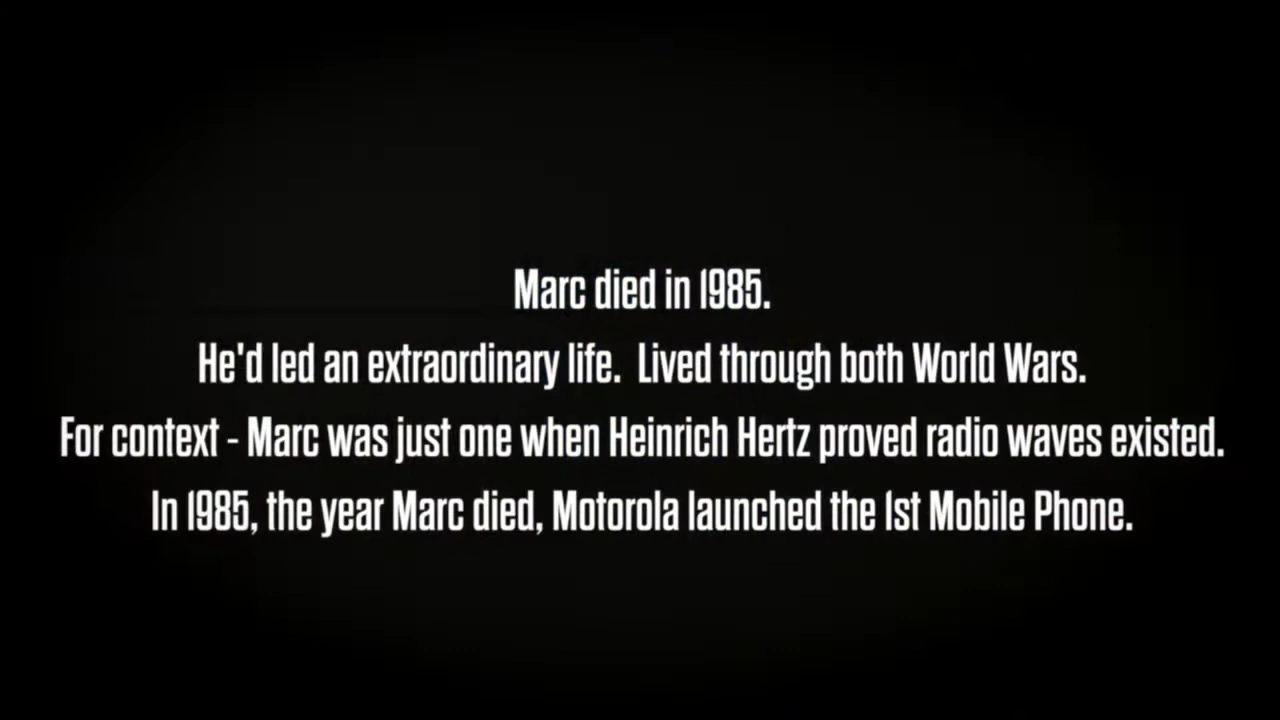 Marc died in 1985.
He'd led an extraordinary life.  Lived through both World Wars.
For context - Marc was just one when Heinrich Hertz proved radio waves existed.
In 1985, the year Marc died, Motorola launched the 1st Mobile Phone.